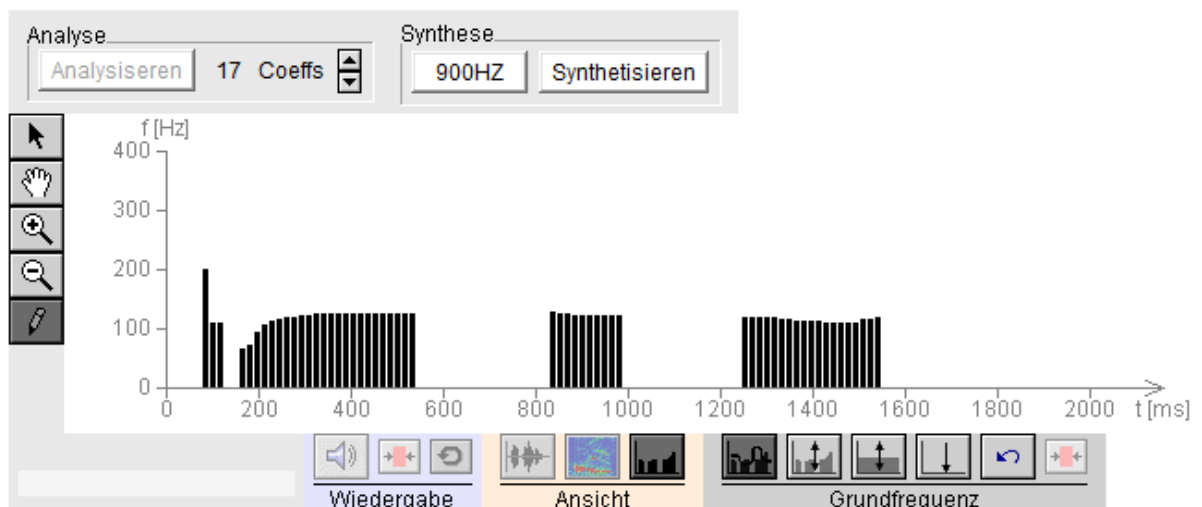 Analyse Synthese
Analysiseren 17 Coeffs 900HZ Synthetisieren
f [Hz]
400
300
200
100
0
0 200 400 600 800 1000 1200 1400 1600 1800 2000 t [ms]
Wiedergabe Ansicht Grundfrequenz